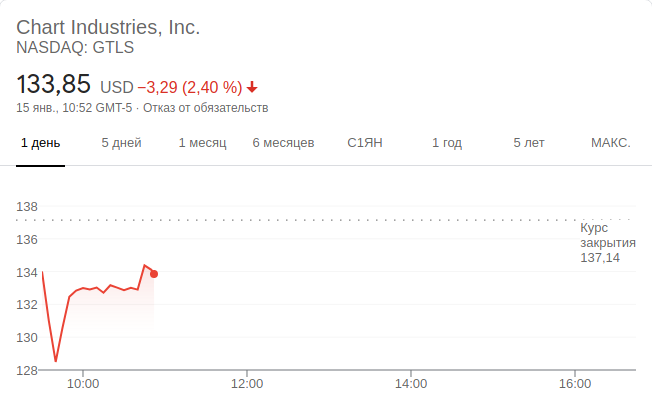 Chart Industries, Inc.
NASDAQ: GTLS
133,85 USD −3,29 (2,40 %)
15 янв., 10:52 GMT-5 · Отказ от обязательств
1 день 5 дней 1 месяц 6 месяцев С1ЯН 1 год 5 лет МАКС.
138
136
134
132
130
128
Курс
закрытия
137,14
10:00 12:00 14:00 16:00